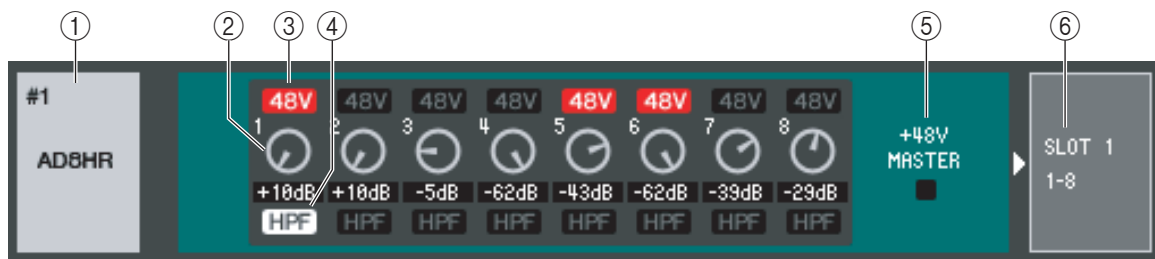 ① ② ③ ④ ⑤ ⑥
#1
AD8HR
48V 48V 48V 48V 48V 48V 48V 48V
1 2 3 4 5 6 7 8
+10dB +10dB -5dB -62dB -43dB -62dB -39dB -29dB
HPF HPF HPF HPF HPF HPF HPF HPF
+48V
MASTER
SLOT 1
1-8